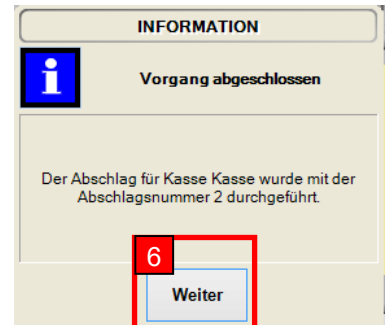 INFORMATION
i
Vorgang abgeschlossen
Der Abschlag für Kasse Kasse wurde mit der
Abschlagsnummer 2 durchgeführt.
6
Weiter